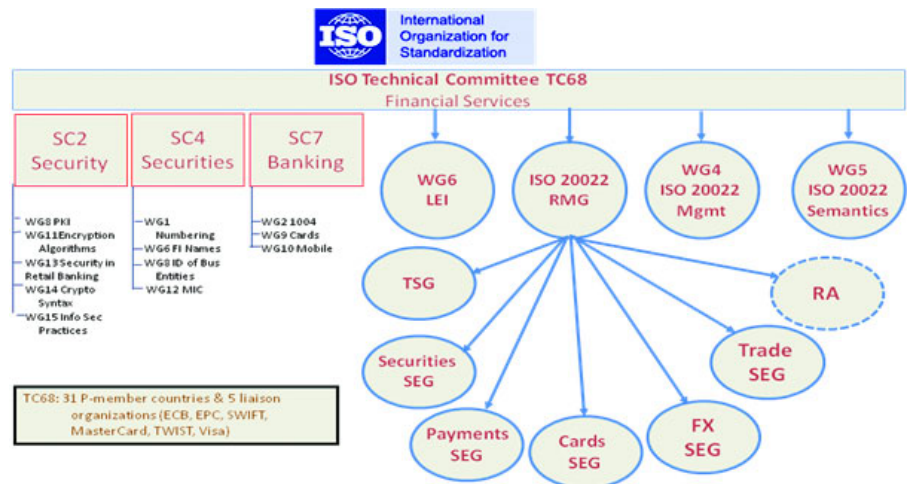 ISO
International
Organization for
Standardization
ISO Technical Committee TC68
Financial Services
SC2
Security
WG8 PKI
WG11Encryption
Algorithms
WG13Security in
Retail Banking
WG14 Crypto
Syntax
WG15 Info Sec
Practices
SC4
Securities
WG1
Numbering
WG6 FI Names
WG8 ID of Bus
Entities
WG12 MIC
SC7
Banking
WG2 1004
WG9 Cards
WG10 Mobile
WG6
LEI
ISO 20022
RMG
WG4
ISO 20022
Mgmt
WG5
ISO 20022
Semantics
TSG
Securities
SEG
Payments
SEG
Cards
SEG
FX
SEG
Trade
SEG
RA
TC68: 31 P-member countries & 5 liaison
organizations (ECB, EPC, SWIFT,
MasterCard, TWIST, Visa)